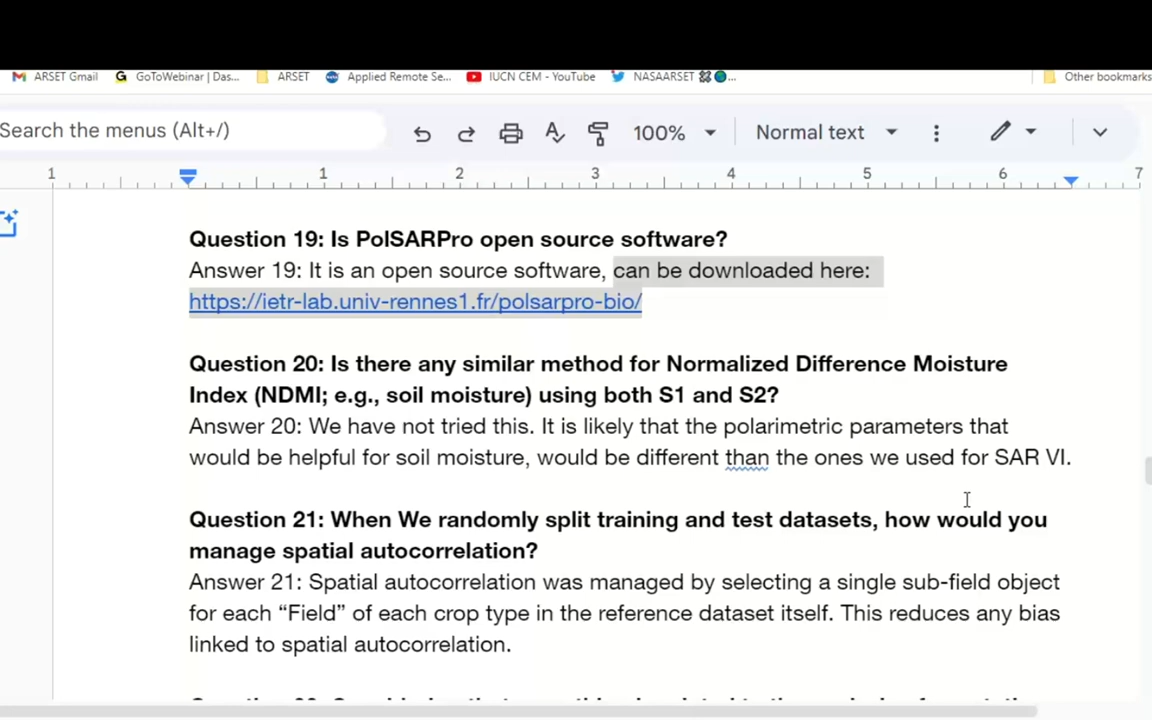 ARSET Gmail GoToWebinar | Das... ARSET Applied Remote Se... IUCN CEM - YouTube NASAARSET 🛰🌎... Other bookmarks
Search the menus (Alt+/) 100% Normal text
1 1 2 3 4 5 6 7
Question 19: Is PolSARPro open source software?
Answer 19: It is an open source software, can be downloaded here:
https://ietr-lab.univ-rennes1.fr/polsarpro-bio/
Question 20: Is there any similar method for Normalized Difference Moisture
Index (NDMI; e.g., soil moisture) using both S1 and S2?
Answer 20: We have not tried this. It is likely that the polarimetric parameters that
would be helpful for soil moisture, would be different than the ones we used for SAR VI.
Question 21: When We randomly split training and test datasets, how would you
manage spatial autocorrelation?
Answer 21: Spatial autocorrelation was managed by selecting a single sub-field object
for each “Field” of each crop type in the reference dataset itself. This reduces any bias
linked to spatial autocorrelation.